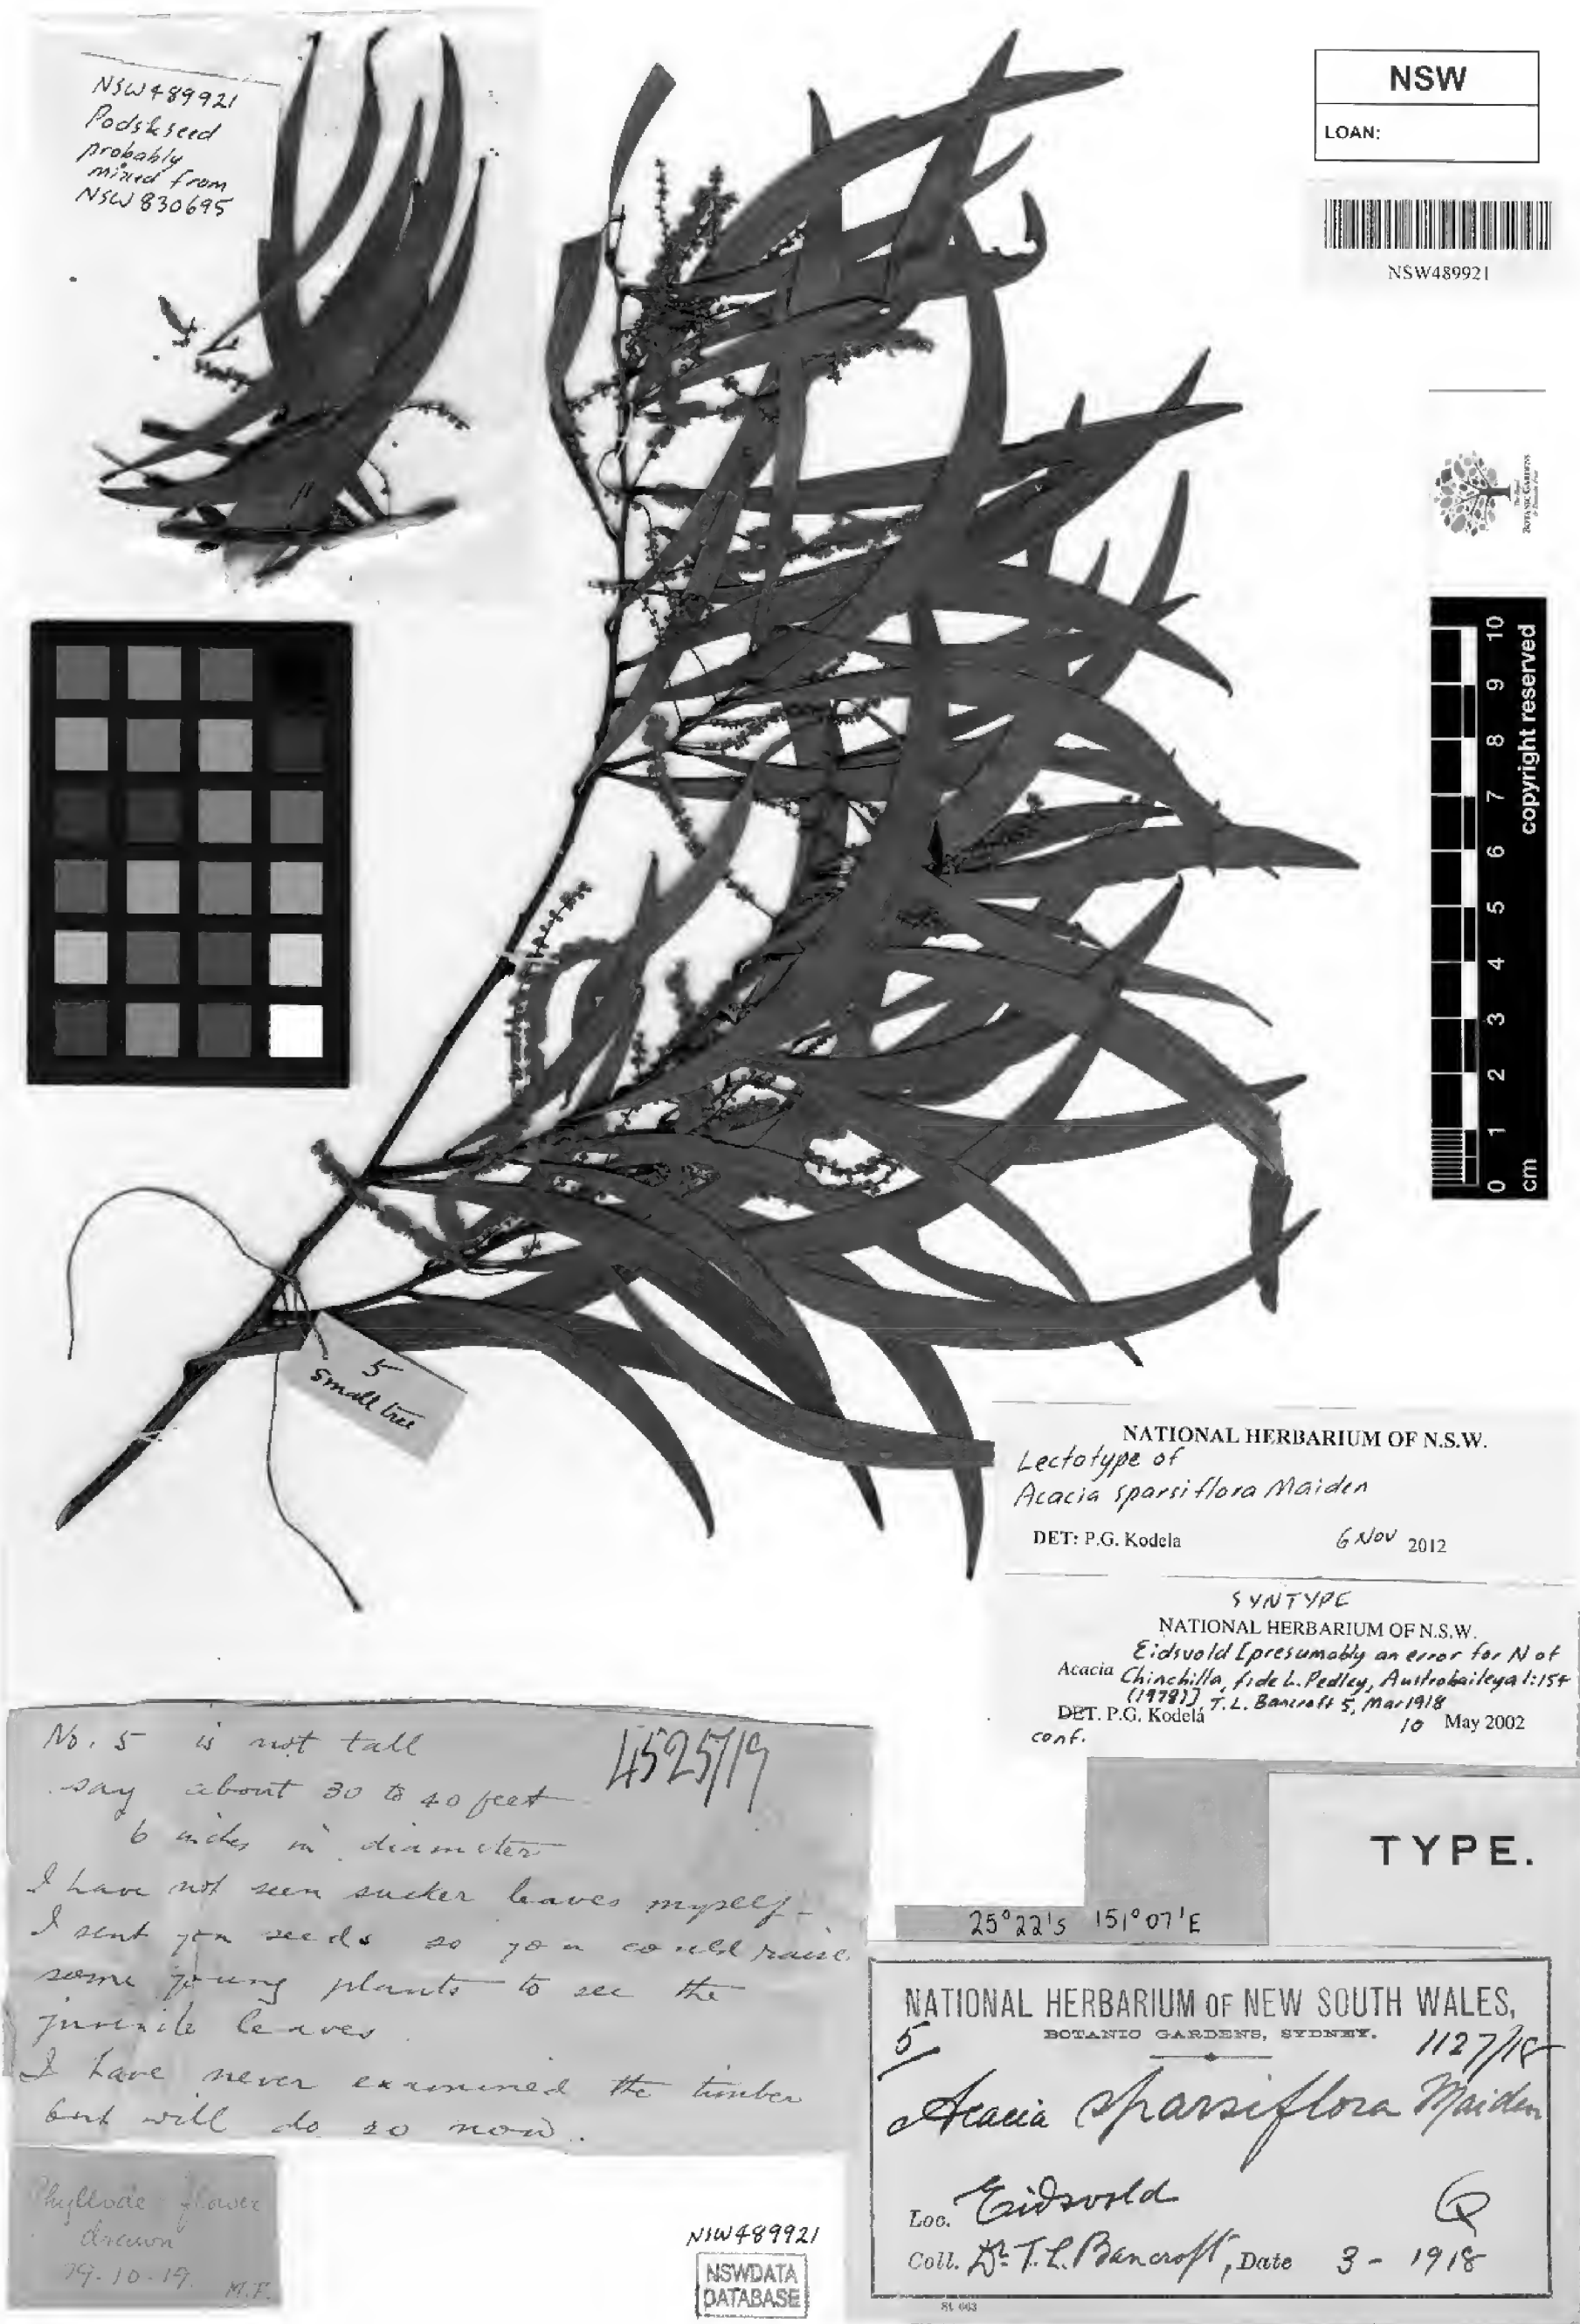 NSW489921
Pods & seed
probably
mixed from
NSW 830695
NSW
LOAN:
NSW489921
BOTANIC GARDENS
10
9
8
7
6
5
4
3
2
1
0
cm
copyright reserved
5
Small tree
NATIONAL HERBARIUM OF N.S.W.
Lectotype of
Acacia sparsiflora Maiden
DET: P.G. Kodela 6 Nov 2012
SYNTYPE
NATIONAL HERBARIUM OF N.S.W.
Eidsvold [presumably an error for N of
Acacia Chinchilla, fide L. Pedley, Austrobaileya 1:154
(1978)] T.L. Bancroft 5, Mar 1918
DET. P.G. Kodela 10 May 2002
conf.
No. 5 is not tall
say about 30 to 40 feet
6 inches in diameter
4525/19
I have not seen sucker leaves myself-
I sent you seeds so you could raise
some young plants to see the
juvenile leaves.
I have never examined the timber
but will do so now.
Phyllode flower
drawn
29.10.19. M.F.
NSW489921
NSWDATA
DATABASE
TYPE.
25°22'S 151°07'E
NATIONAL HERBARIUM OF NEW SOUTH WALES,
BOTANIC GARDENS, SYDNEY.
5 1127/18
Acacia sparsiflora Maiden
Loc. Eidsvold Q
Coll. Dr. T.L. Bancroft, Date 3 - 1918